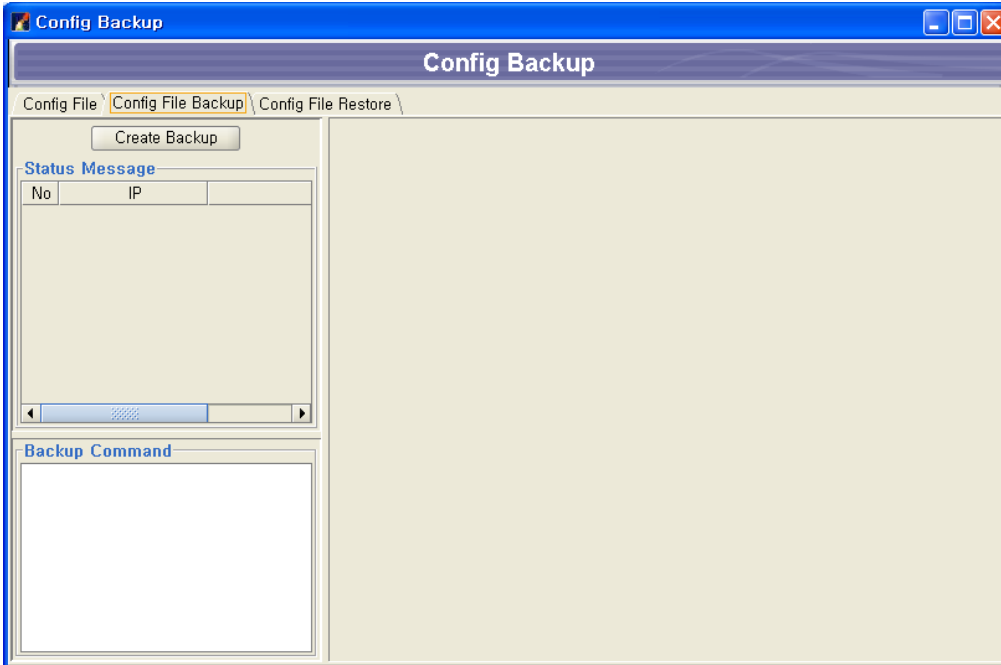 Config Backup
Config Backup
Config File Config File Backup Config File Restore
Create Backup
Status Message
No IP
Backup Command